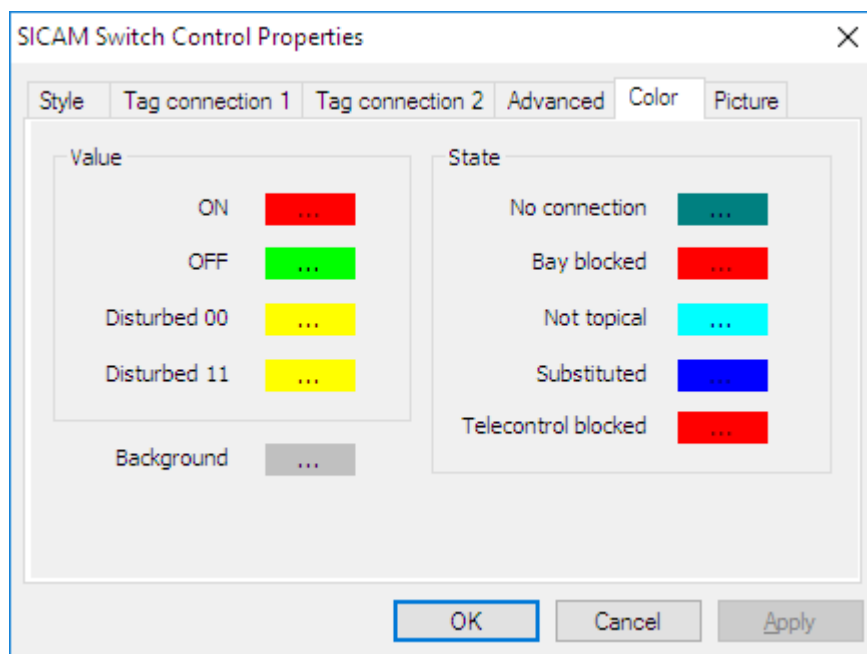 SICAM Switch Control Properties
Style Tag connection 1 Tag connection 2 Advanced Color Picture
Value
ON ...
OFF ...
Disturbed 00 ...
Disturbed 11 ...
Background ...
State
No connection ...
Bay blocked ...
Not topical ...
Substituted ...
Telecontrol blocked ...
OK Cancel Apply